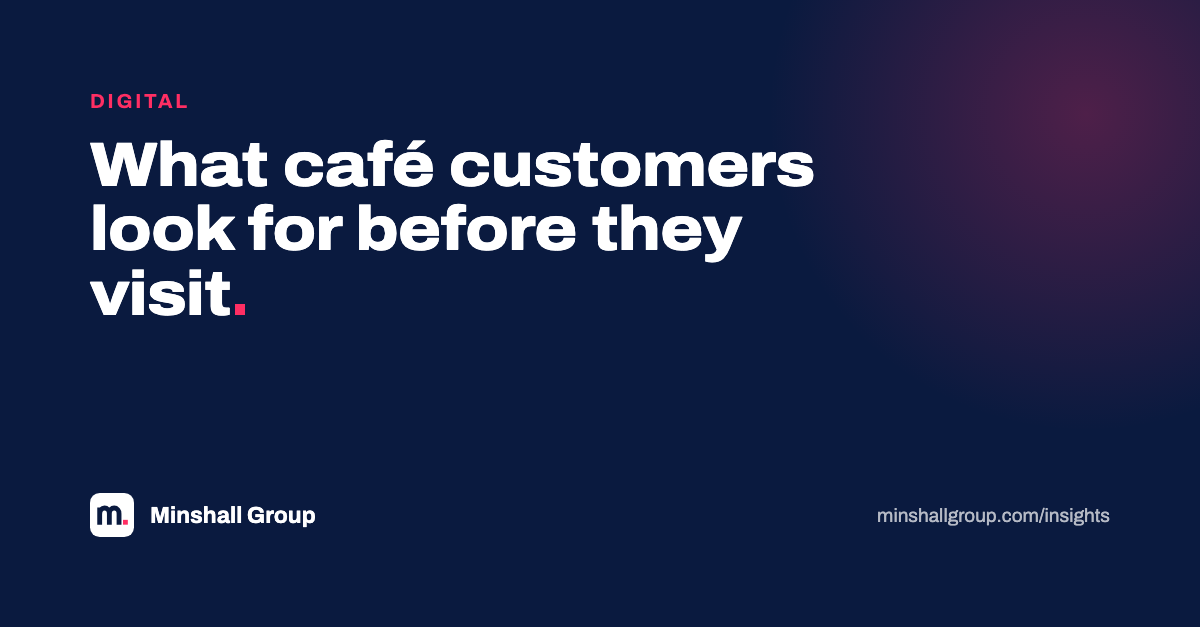 DIGITAL
What café customers
look for before they
visit.
m.
Minshall Group
minshallgroup.com/insights